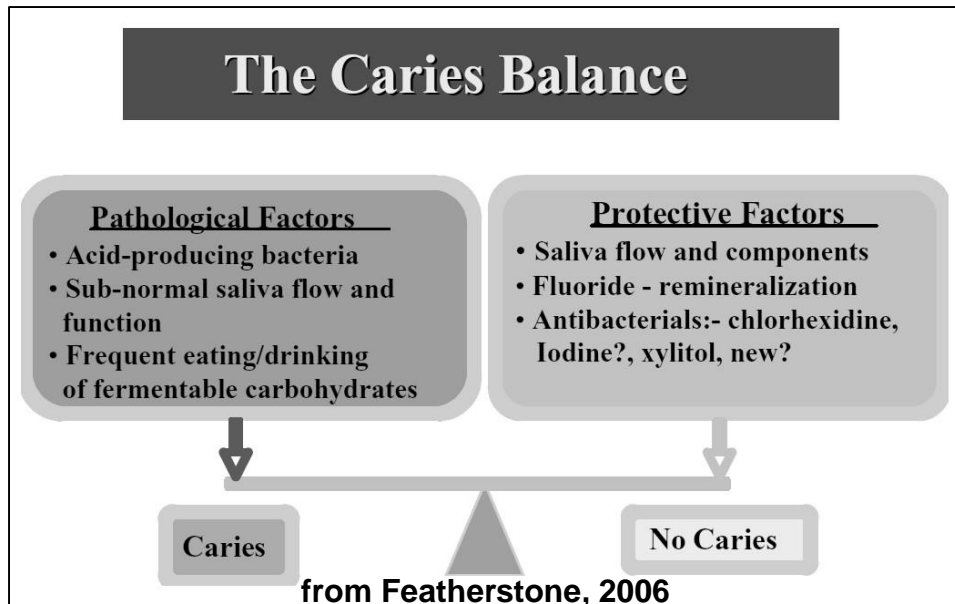 The Caries Balance
Pathological Factors
• Acid-producing bacteria
• Sub-normal saliva flow and
function
• Frequent eating/drinking
of fermentable carbohydrates
Protective Factors
• Saliva flow and components
• Fluoride - remineralization
• Antibacterials:- chlorhexidine,
Iodine?, xylitol, new?
Caries
No Caries
from Featherstone, 2006